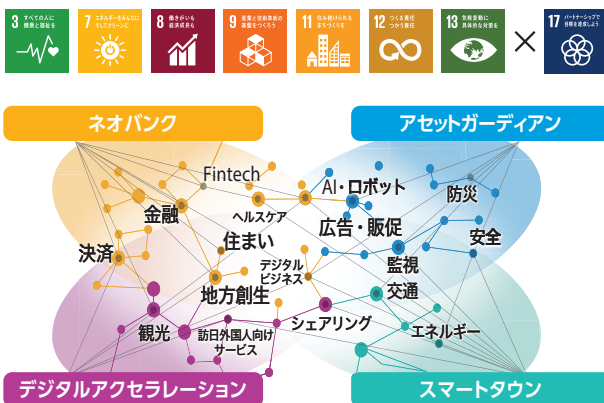 3 すべての人に
健康と福祉を
7 エネルギーをみんなに
そしてクリーンに
8 働きがいも
経済成長も
9 産業と技術革新の
基盤をつくろう
11 住み続けられる
まちづくりを
12 つくる責任
つかう責任
13 気候変動に
具体的な対策を
×
17 パートナーシップで
目標を達成しよう
ネオバンク
アセットガーディアン
Fintech
AI・ロボット
防災
金融
ヘルスケア
広告・販促
決済
住まい
安全
デジタル
ビジネス
監視
地方創生
交通
観光
訪日外国人向け
サービス
シェアリング
エネルギー
デジタルアクセラレーション
スマートタウン